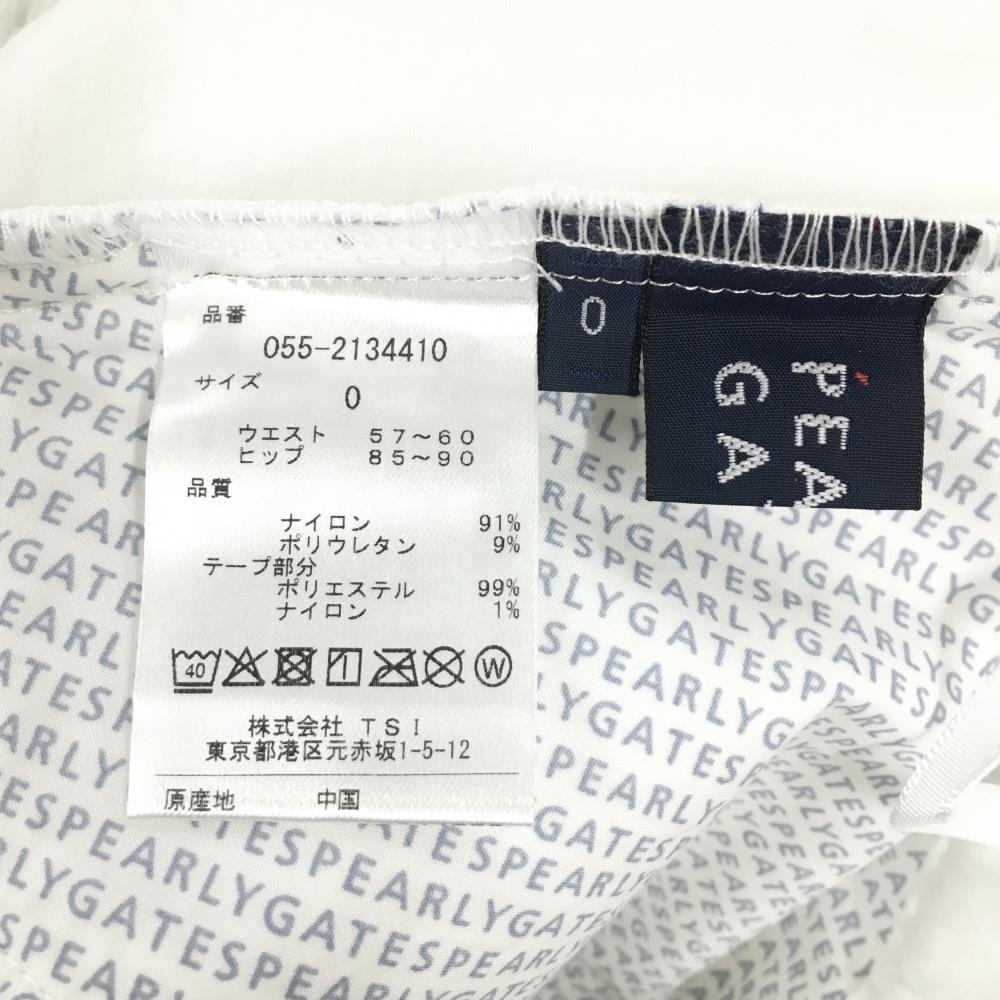 品番
055-2134410
サイズ
0
ウエスト 57～60
ヒップ 85～90
品質
ナイロン 91%
ポリウレタン 9%
テープ部分
ポリエステル 99%
ナイロン 1%
40
W
株式会社 TSI
東京都港区元赤坂1-5-12
原産地 中国
0
PEA
GA
PEARLYGATES